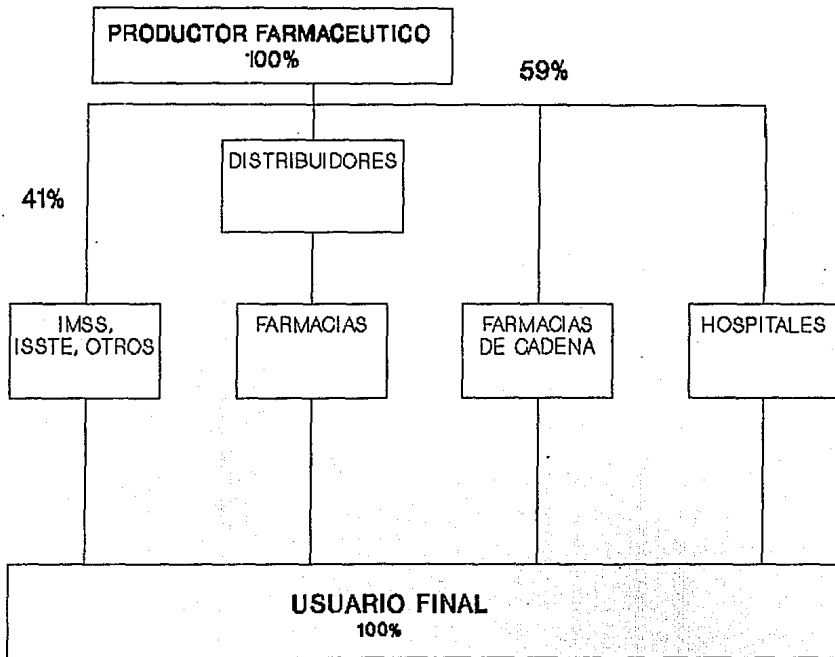 PRODUCTOR FARMACEUTICO
100%
59%
DISTRIBUIDORES
41%
IMSS,
ISSTE, OTROS
FARMACIAS
FARMACIAS
DE CADENA
HOSPITALES
USUARIO FINAL
100%